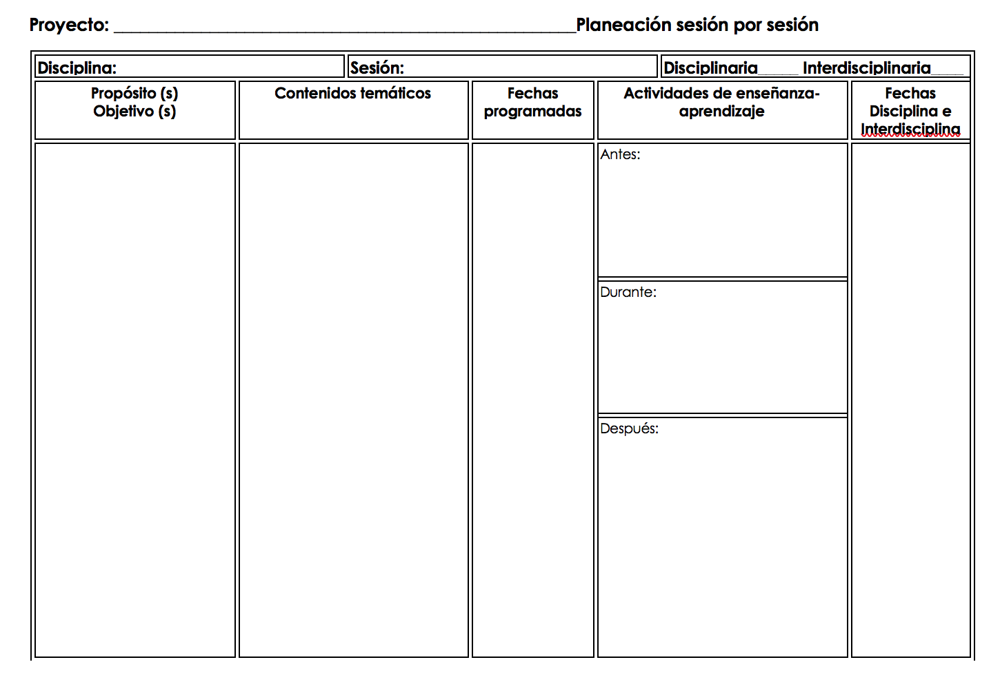 Proyecto: ____________________________________________________Planeación sesión por sesión
Disciplina:
Sesión:
Disciplinaria_____ Interdisciplinaria____
Propósito (s)
Objetivo (s)
Contenidos temáticos
Fechas
programadas
Actividades de enseñanza-
aprendizaje
Fechas
Disciplina e
Interdisciplina
Antes:
Durante:
Después: